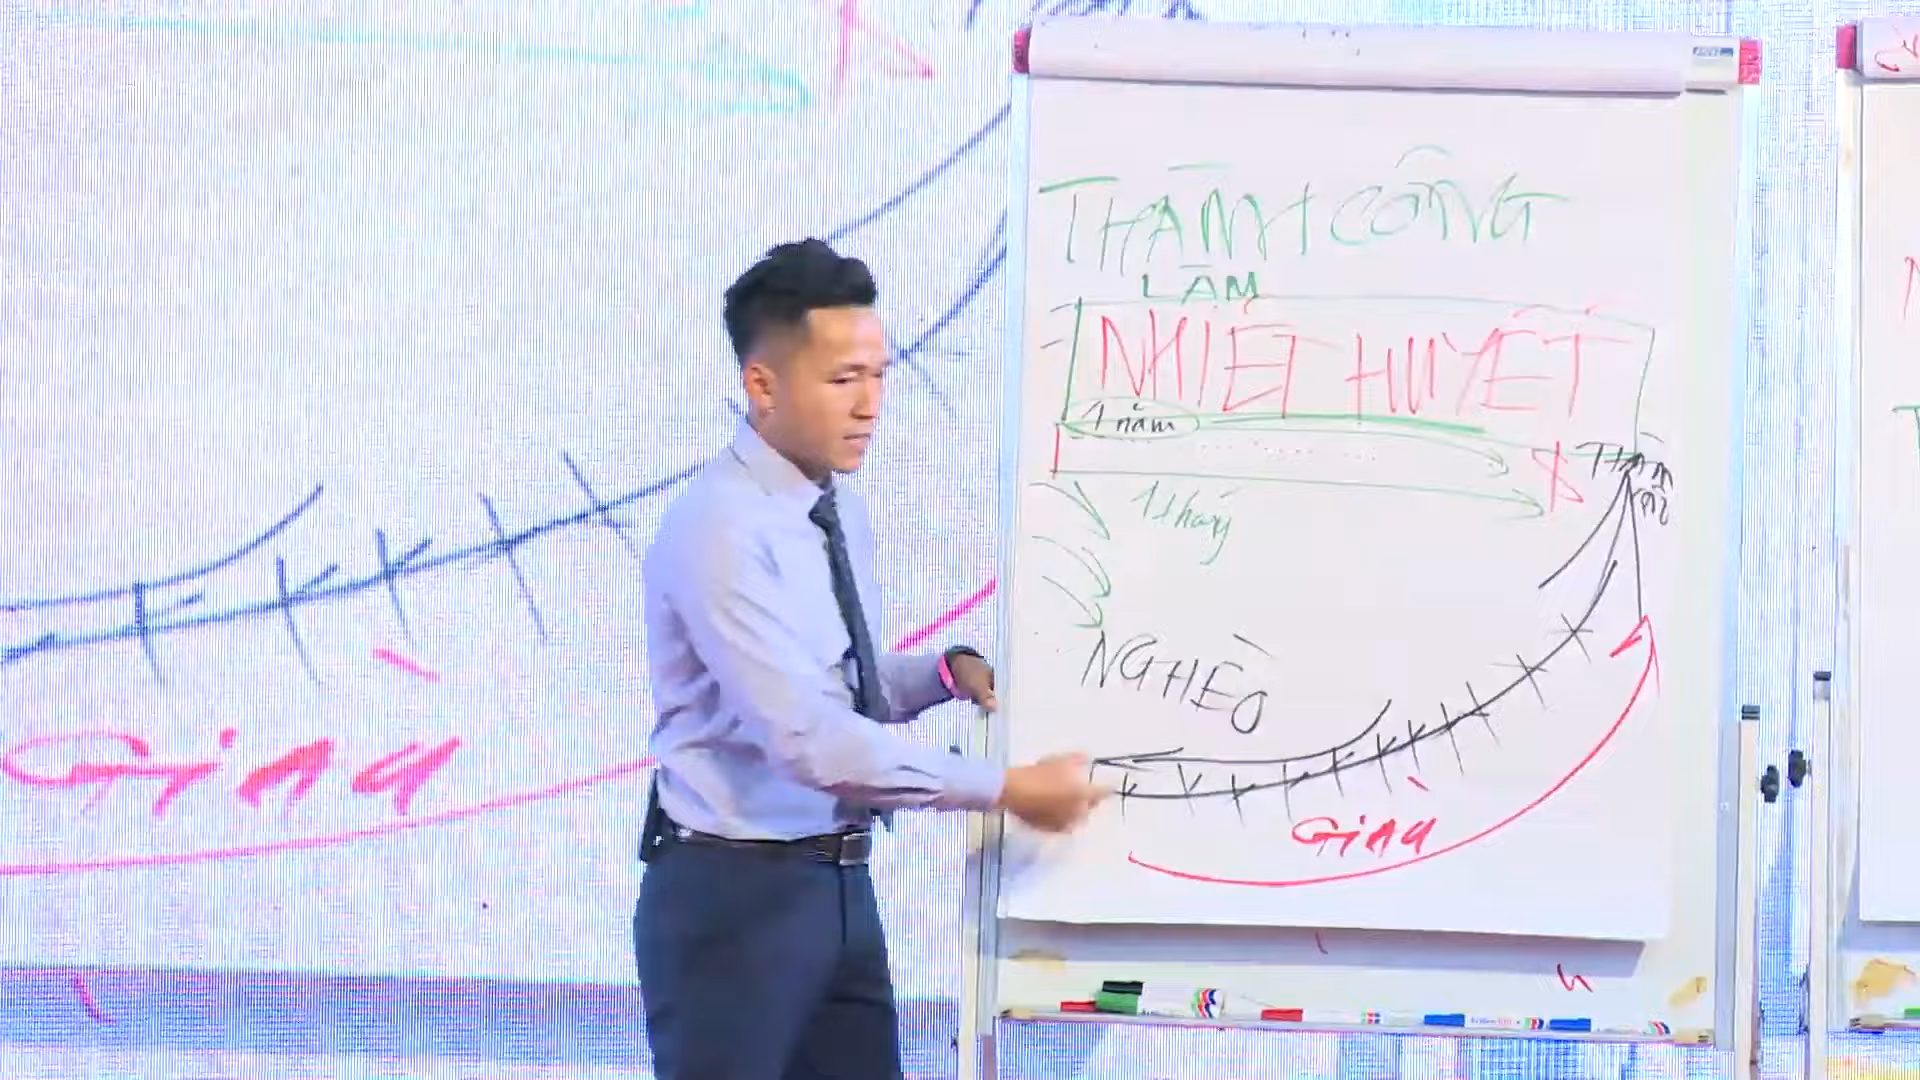 THÀNH CÔNG
LÀM
NHIỆT HUYẾT
1 năm
$
1 tháng
NGHÈO
GIÀU
GIÀU